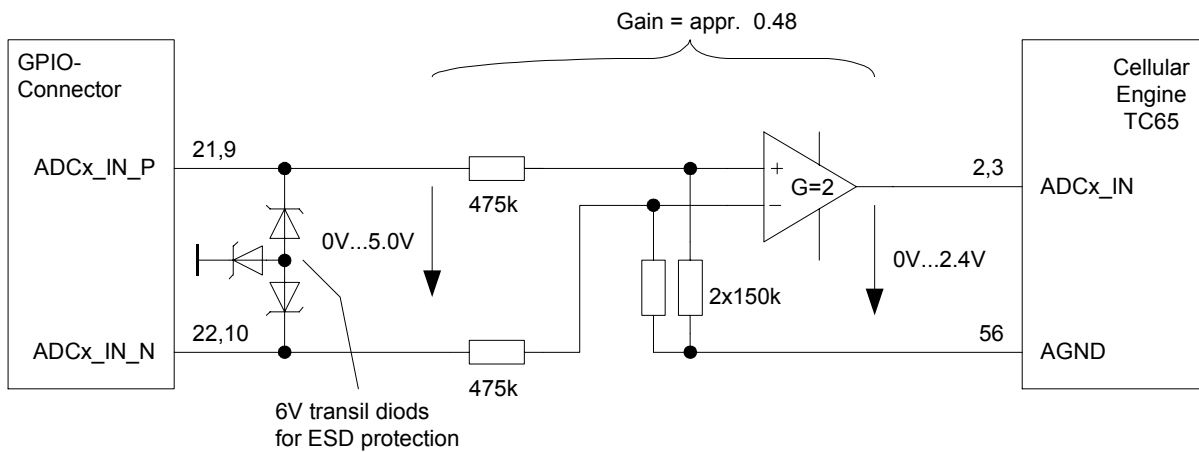 Gain = appr. 0.48
GPIO-
Connector
Cellular
Engine
TC65
ADCx_IN_P
21,9
475k
+
G=2
−
2,3
ADCx_IN
0V...5.0V
0V...2.4V
2x150k
ADCx_IN_N
22,10
475k
56
AGND
6V transil diods
for ESD protection